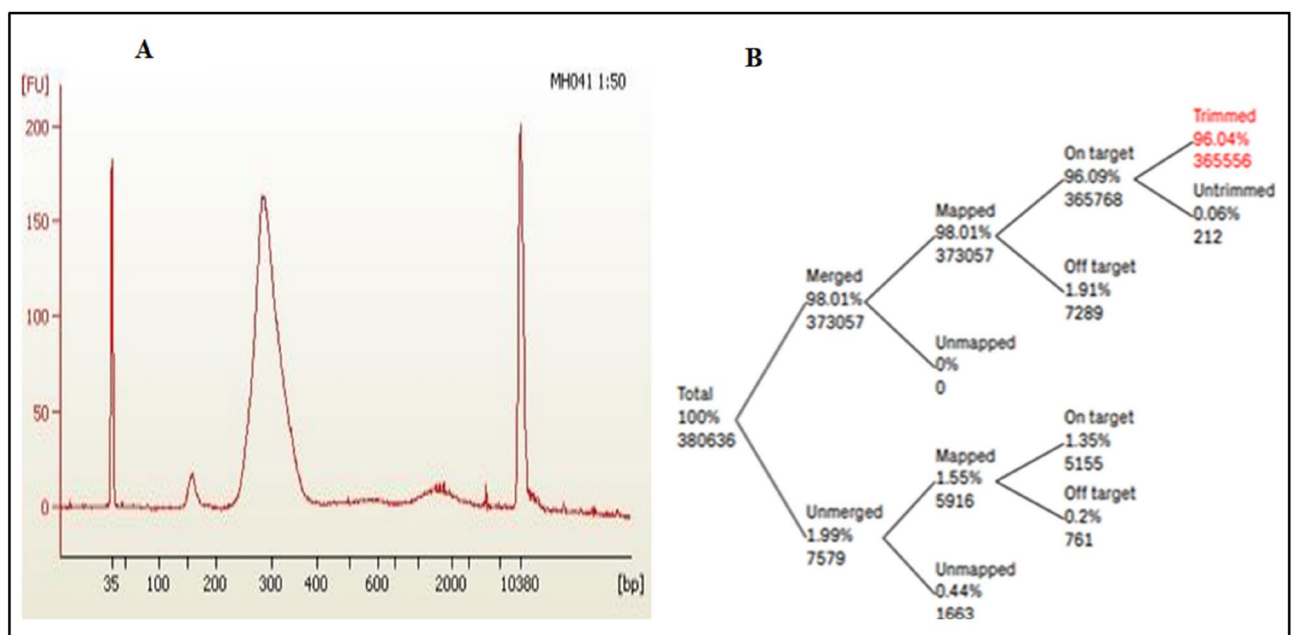 A
[FU]
MH041 1:50
200
150
100
50
0
35 100 200 300 400 600 2000 10380 [bp]
B
Total
100%
380636
Merged
98.01%
373057
Unmerged
1.99%
7579
Mapped
98.01%
373057
Unmapped
0%
0
Mapped
1.55%
5916
Unmapped
0.44%
1663
On target
96.09%
365768
Off target
1.91%
7289
On target
1.35%
5155
Off target
0.2%
761
Trimmed
96.04%
365556
Untrimmed
0.06%
212